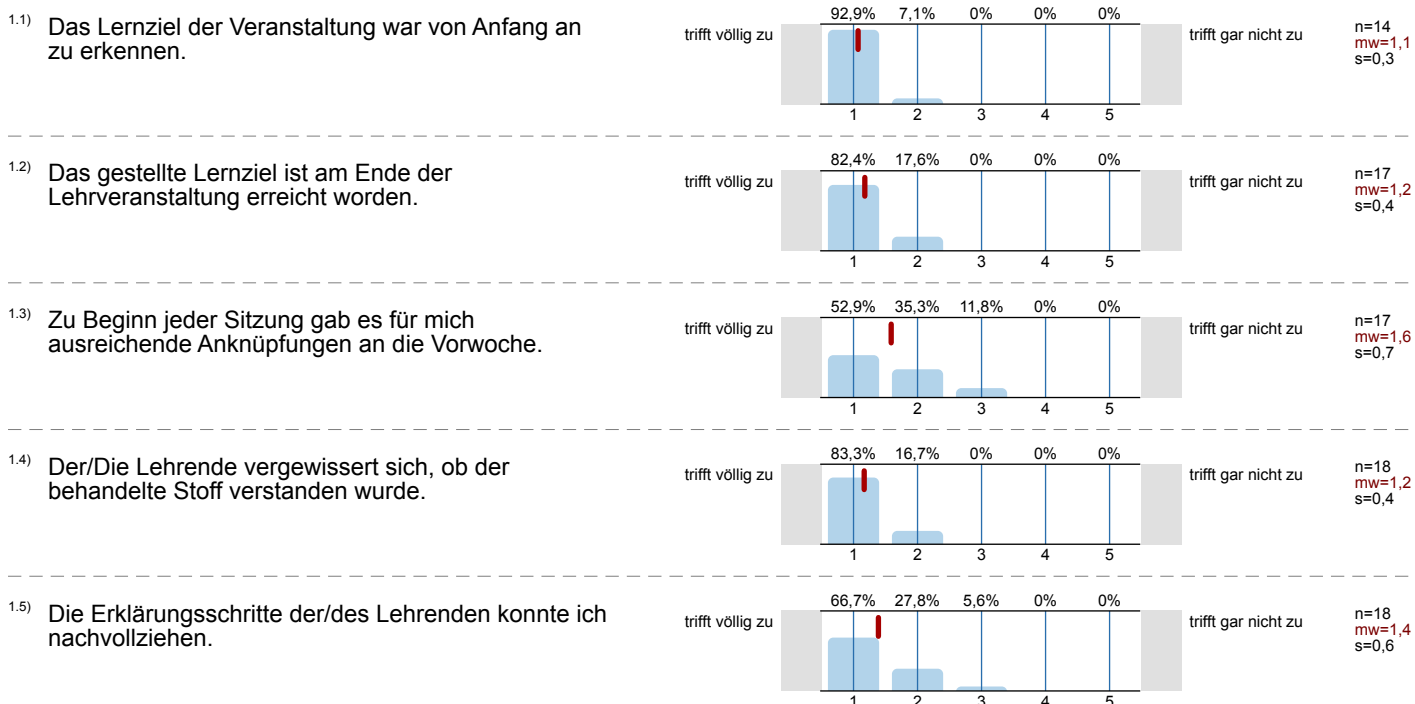 1.1) Das Lernziel der Veranstaltung war von Anfang an
zu erkennen.
trifft völlig zu
92,9% 7,1% 0% 0% 0%
1 2 3 4 5
trifft gar nicht zu
n=14
mw=1,1
s=0,3
1.2) Das gestellte Lernziel ist am Ende der
Lehrveranstaltung erreicht worden.
trifft völlig zu
82,4% 17,6% 0% 0% 0%
1 2 3 4 5
trifft gar nicht zu
n=17
mw=1,2
s=0,4
1.3) Zu Beginn jeder Sitzung gab es für mich
ausreichende Anknüpfungen an die Vorwoche.
trifft völlig zu
52,9% 35,3% 11,8% 0% 0%
1 2 3 4 5
trifft gar nicht zu
n=17
mw=1,6
s=0,7
1.4) Der/Die Lehrende vergewissert sich, ob der
behandelte Stoff verstanden wurde.
trifft völlig zu
83,3% 16,7% 0% 0% 0%
1 2 3 4 5
trifft gar nicht zu
n=18
mw=1,2
s=0,4
1.5) Die Erklärungsschritte der/des Lehrenden konnte ich
nachvollziehen.
trifft völlig zu
66,7% 27,8% 5,6% 0% 0%
1 2 3 4 5
trifft gar nicht zu
n=18
mw=1,4
s=0,6